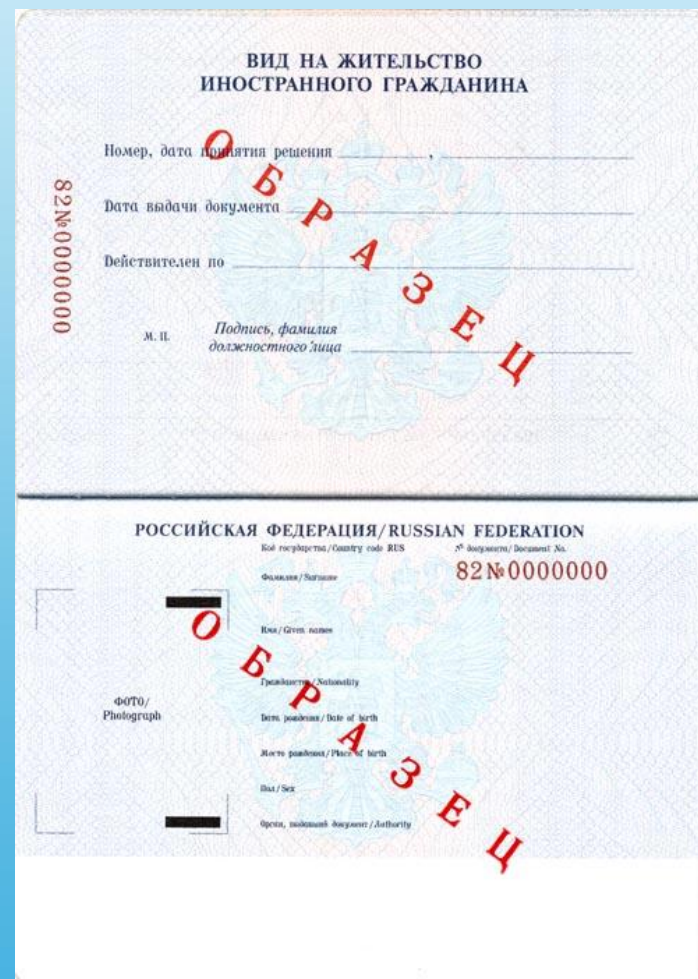 ВИД НА ЖИТЕЛЬСТВО
ИНОСТРАННОГО ГРАЖДАНИНА
Номер, дата принятия решения ,
Дата выдачи документа
Действителен по
М. П.
Подпись, фамилия
должностного лица
82№0000000
ОБРАЗЕЦ
РОССИЙСКАЯ ФЕДЕРАЦИЯ/RUSSIAN FEDERATION
Код государства/Country code RUS № документа/Document No.
Фамилия/Surname 82№0000000
Имя/Given names
Гражданство/Nationality
ФОТО/
Photograph
Дата рождения/Date of birth
Место рождения/Place of birth
Пол/Sex
Орган, выдавший документ/Authority
ОБРАЗЕЦ